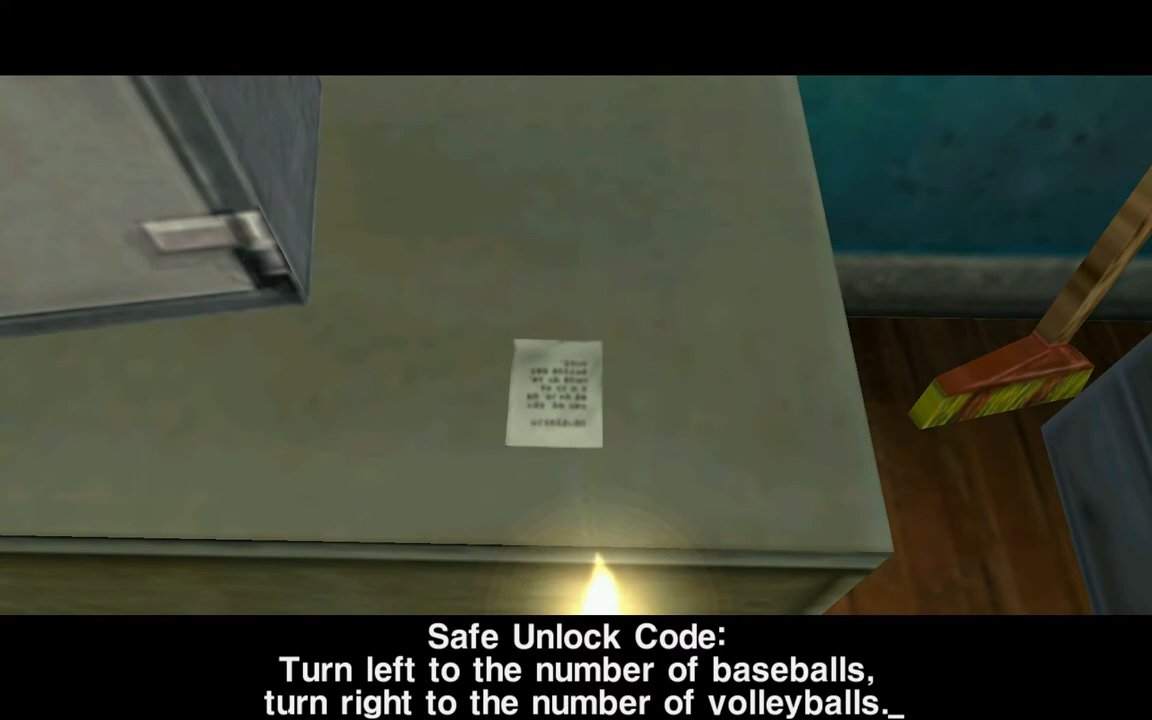 Safe Unlock Code:
Turn left to the number of baseballs,
turn right to the number of volleyballs._